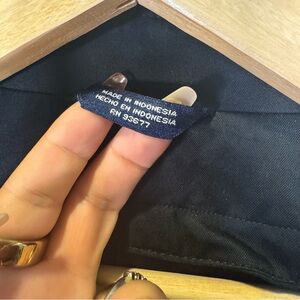 MADE IN INDONESIA
HECHO EN INDONESIA
RN 93677